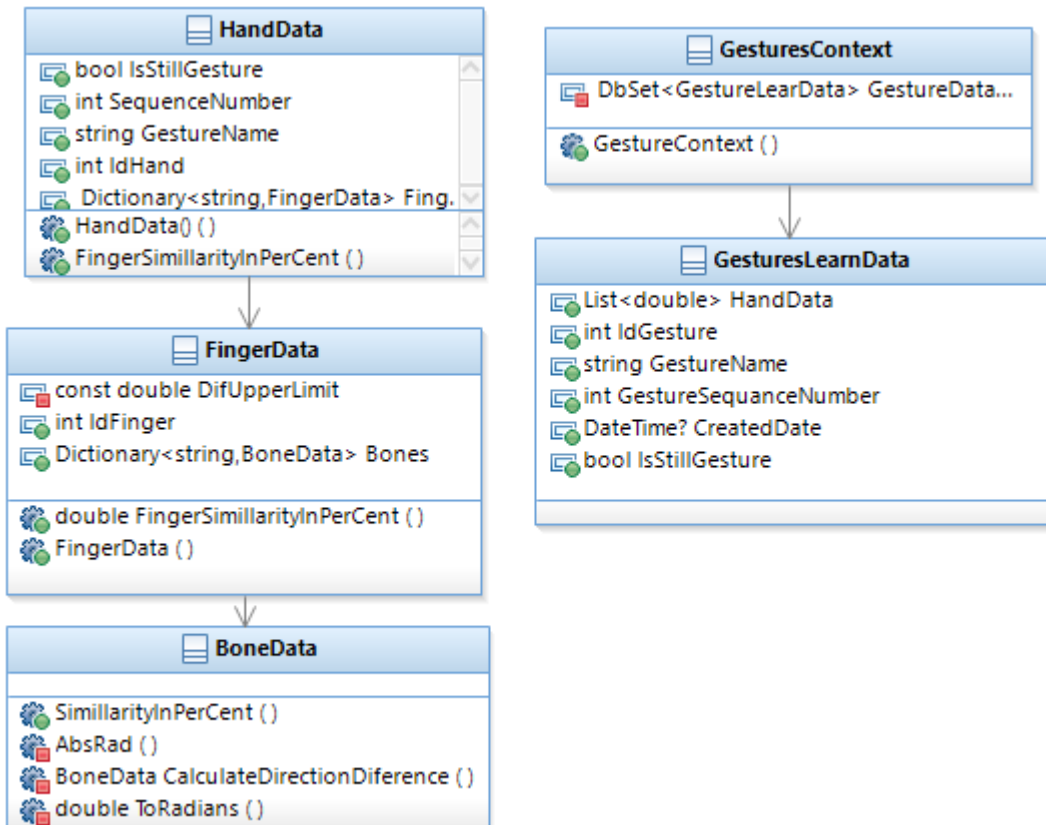 HandData
bool IsStillGesture
int SequenceNumber
string GestureName
int IdHand
Dictionary<string,FingerData> Fing.
HandData() ( )
FingerSimillarityInPerCent ( )
FingerData
const double DifUpperLimit
int IdFinger
Dictionary<string,BoneData> Bones
double FingerSimillarityInPerCent ( )
FingerData ( )
BoneData
SimillarityInPerCent ( )
AbsRad ( )
BoneData CalculateDirectionDiference ( )
double ToRadians ( )
GesturesContext
DbSet<GestureLearData> GestureData...
GestureContext ( )
GesturesLearnData
List<double> HandData
int IdGesture
string GestureName
int GestureSequanceNumber
DateTime? CreatedDate
bool IsStillGesture